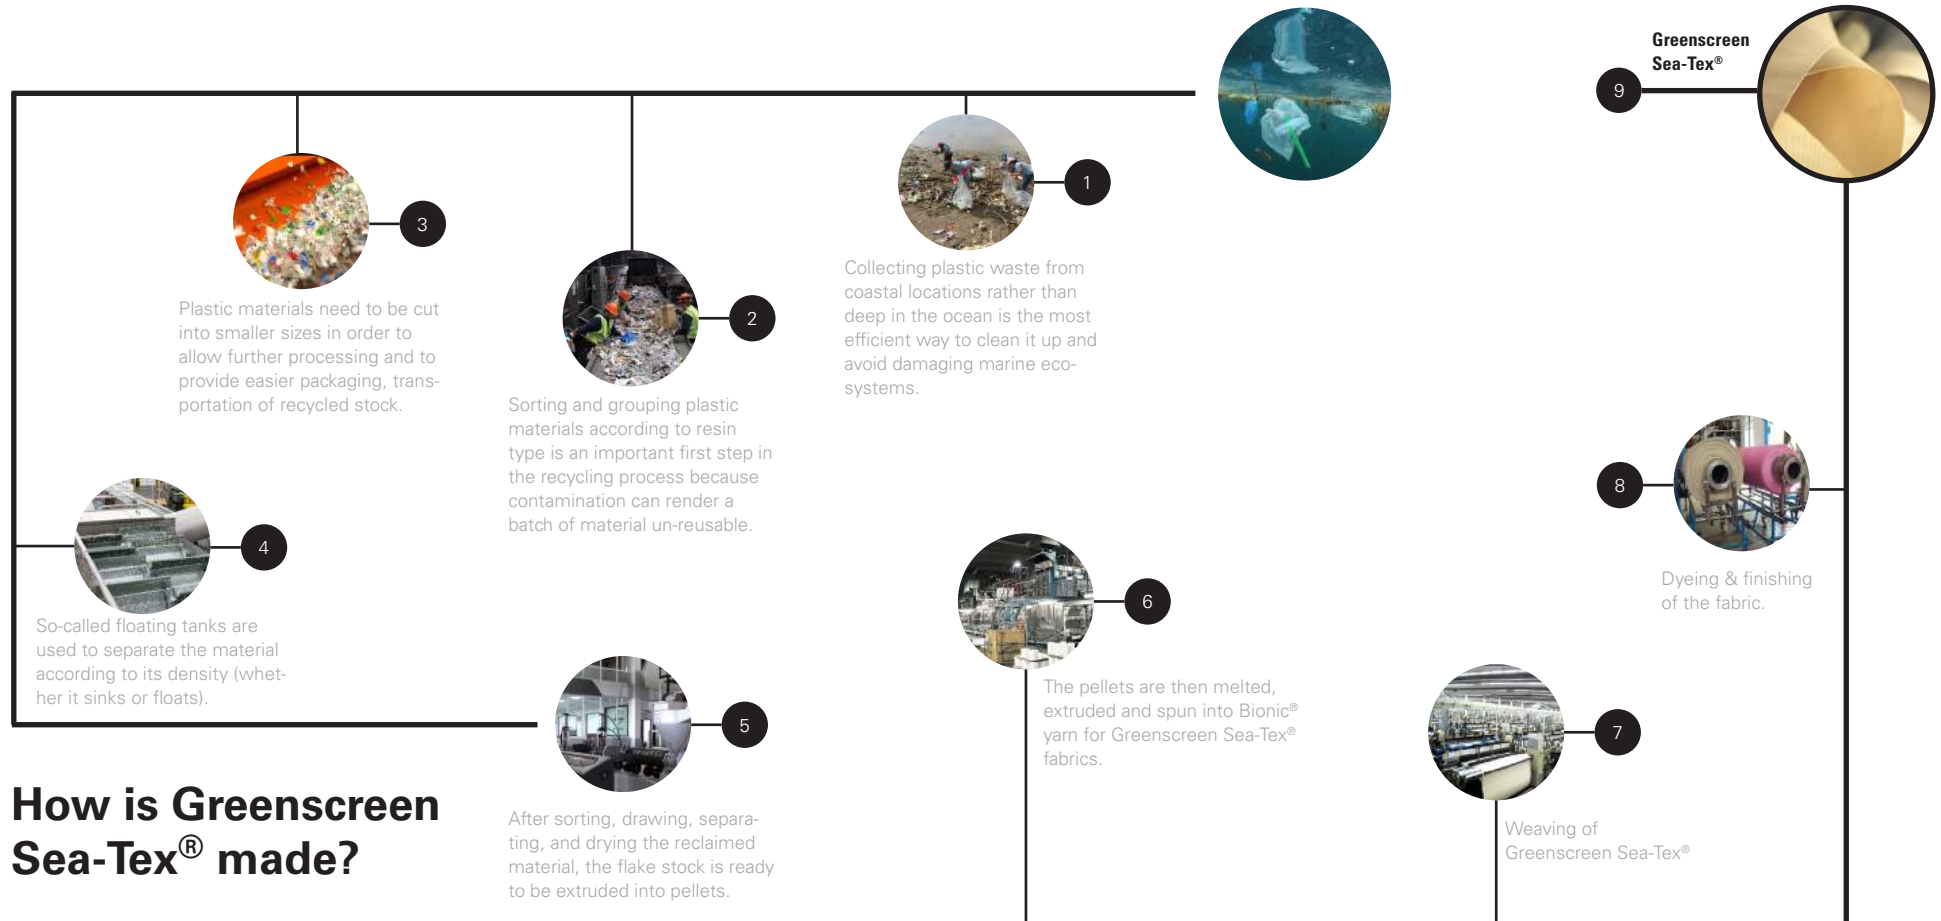 How is Greenscreen
Sea-Tex® made?
1
Collecting plastic waste from
coastal locations rather than
deep in the ocean is the most
efficient way to clean it up and
avoid damaging marine eco-
systems.
2
Sorting and grouping plastic
materials according to resin
type is an important first step in
the recycling process because
contamination can render a
batch of material un-reusable.
3
Plastic materials need to be cut
into smaller sizes in order to
allow further processing and to
provide easier packaging, trans-
portation of recycled stock.
4
So-called floating tanks are
used to separate the material
according to its density (whet-
her it sinks or floats).
5
After sorting, drawing, separa-
ting, and drying the reclaimed
material, the flake stock is ready
to be extruded into pellets.
6
The pellets are then melted,
extruded and spun into Bionic®
yarn for Greenscreen Sea-Tex®
fabrics.
7
Weaving of
Greenscreen Sea-Tex®
8
Dyeing & finishing
of the fabric.
9
Greenscreen
Sea-Tex®